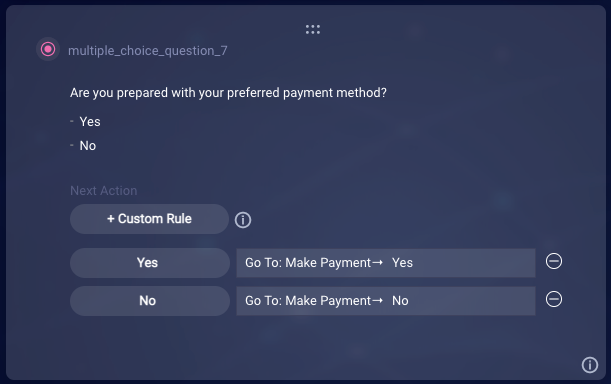 multiple_choice_question_7
Are you prepared with your preferred payment method?
- Yes
- No
Next Action
+ Custom Rule
Yes Go To: Make Payment→ Yes
No Go To: Make Payment→ No